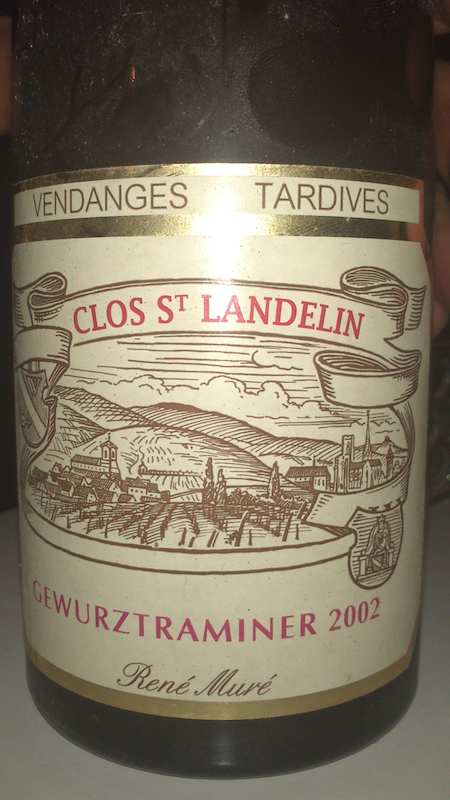 VENDANGES TARDIVES
CLOS ST LANDELIN
GEWURZTRAMINER 2002
René Muré